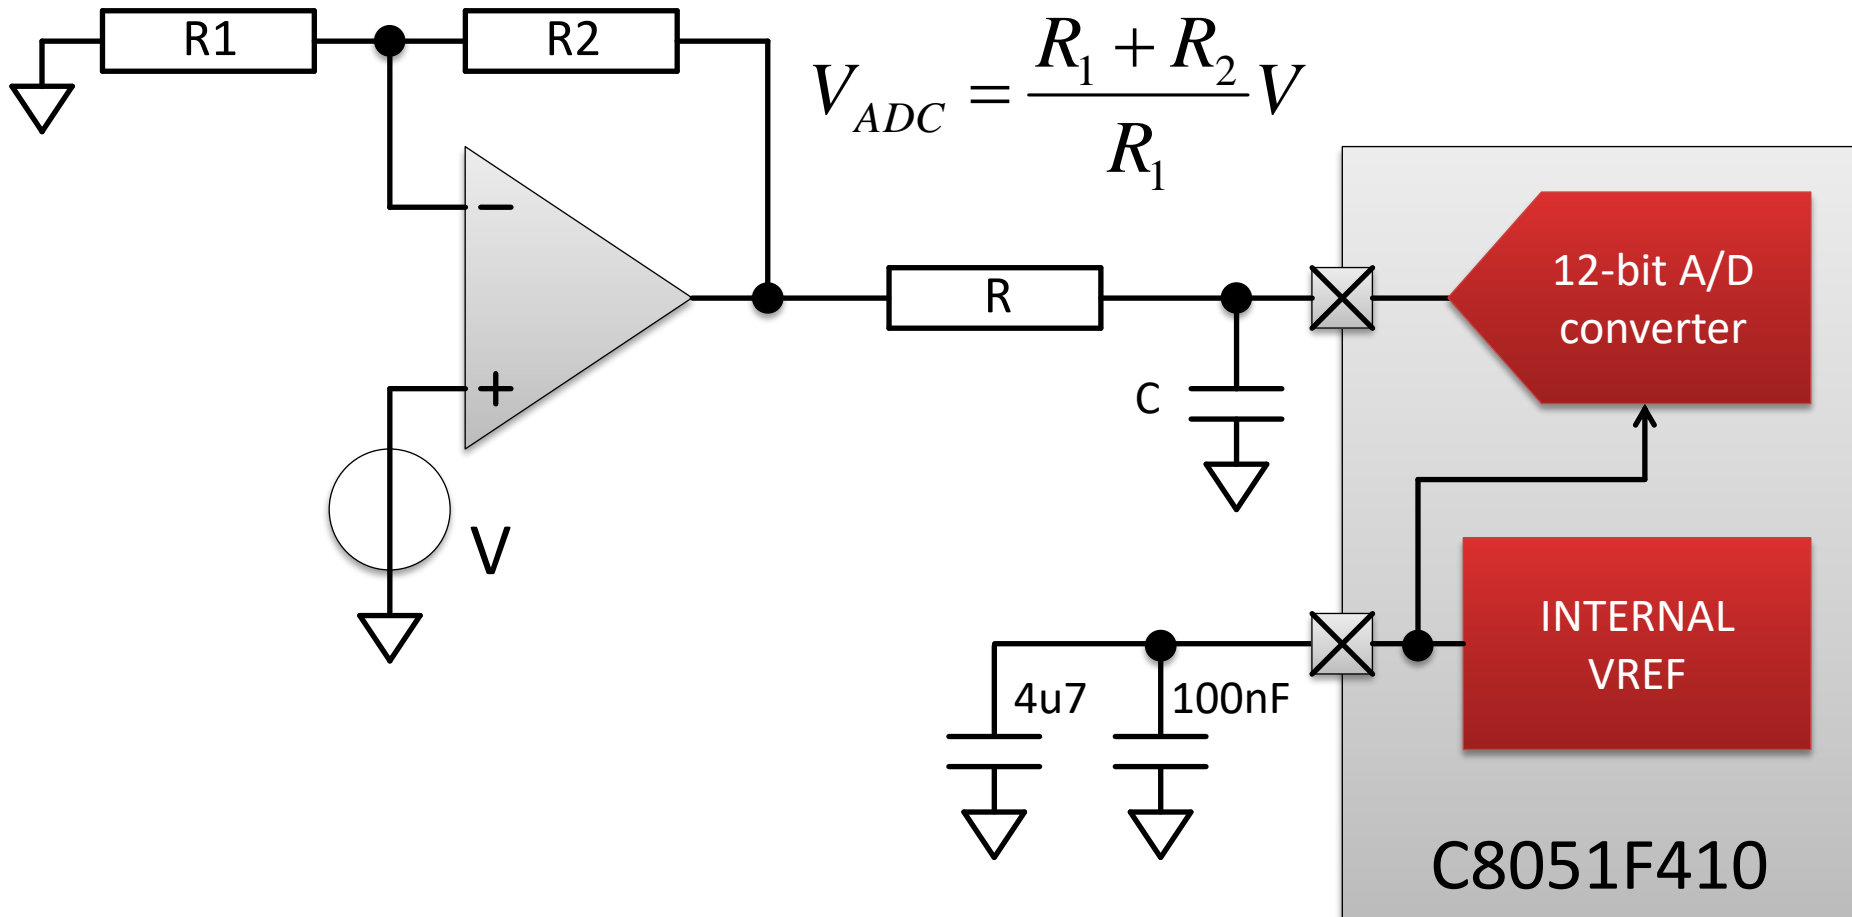 R1
R2
V_ADC = (R_1 + R_2) / R_1 V
−
+
V
R
C
12-bit A/D
converter
4u7
100nF
INTERNAL
VREF
C8051F410